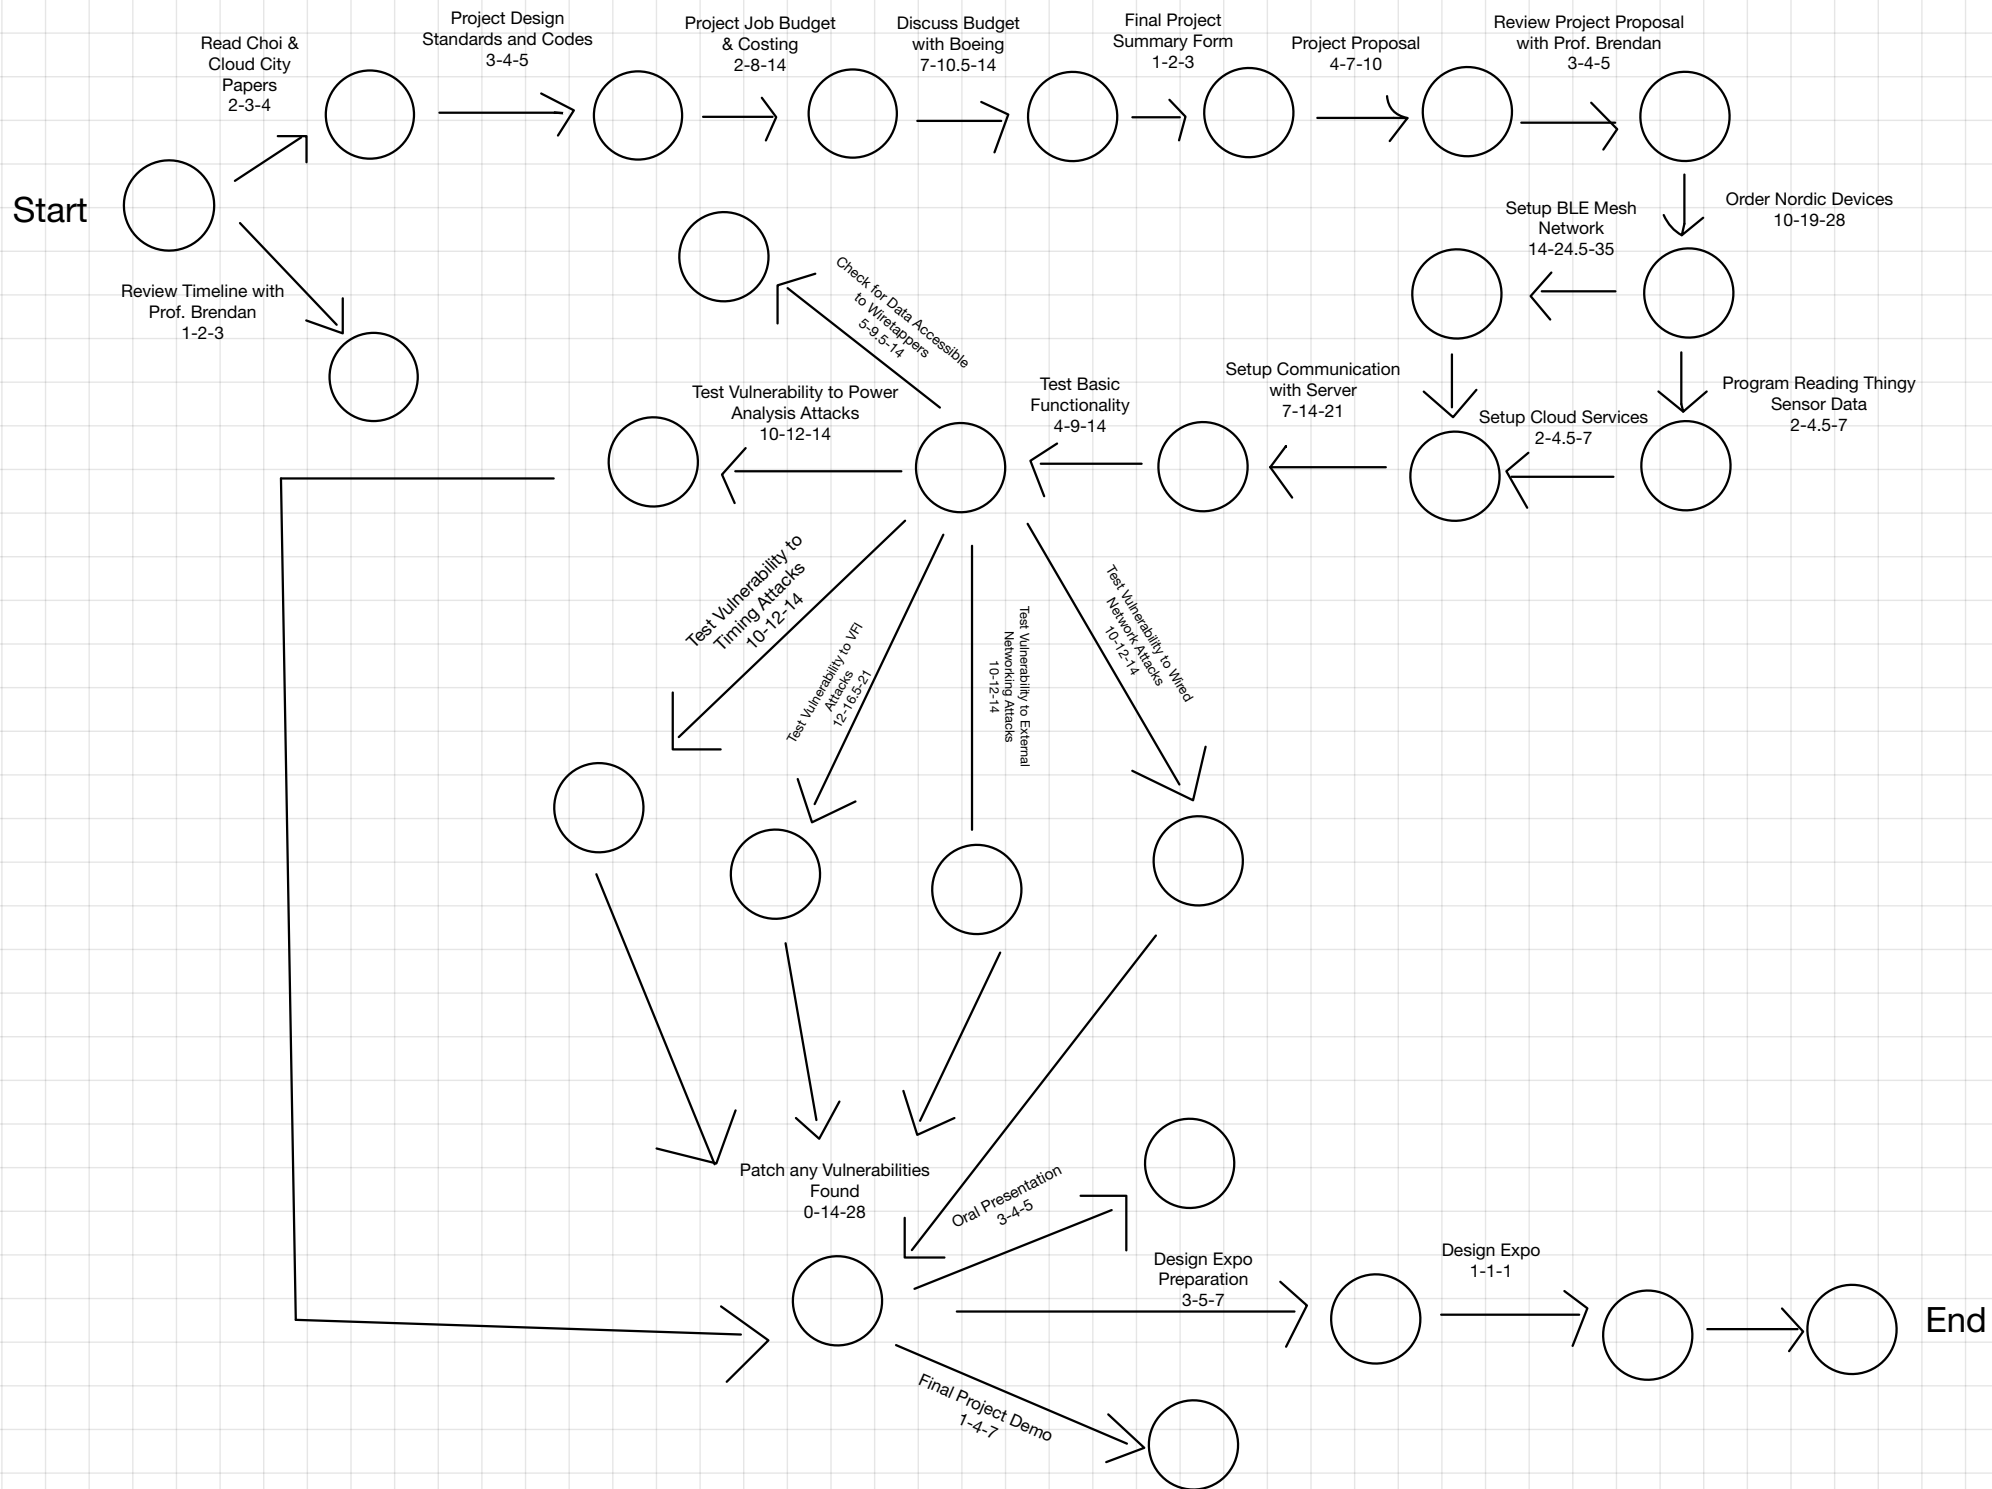 Read Choi &
Cloud City
Papers
2-3-4
Project Design
Standards and Codes
3-4-5
Project Job Budget
& Costing
2-8-14
Discuss Budget
with Boeing
7-10.5-14
Final Project
Summary Form
1-2-3
Project Proposal
4-7-10
Review Project Proposal
with Prof. Brendan
3-4-5
Start
Review Timeline with
Prof. Brendan
1-2-3
Order Nordic Devices
10-19-28
Setup BLE Mesh
Network
14-24.5-35
Program Reading Thingy
Sensor Data
2-4.5-7
Setup Cloud Services
2-4.5-7
Setup Communication
with Server
7-14-21
Test Basic
Functionality
4-9-14
Check for Data Accessible
to Wiretappers
5-9.5-14
Test Vulnerability to Power
Analysis Attacks
10-12-14
Test Vulnerability to
Timing Attacks
10-12-14
Test Vulnerability to VFI
Attacks
12-16.5-21
Test Vulnerability to External
Networking Attacks
10-12-14
Test Vulnerability to Wired
Network Attacks
10-12-14
Patch any Vulnerabilities
Found
0-14-28
Oral Presentation
3-4-5
Design Expo
Preparation
3-5-7
Design Expo
1-1-1
End
Final Project Demo
1-4-7